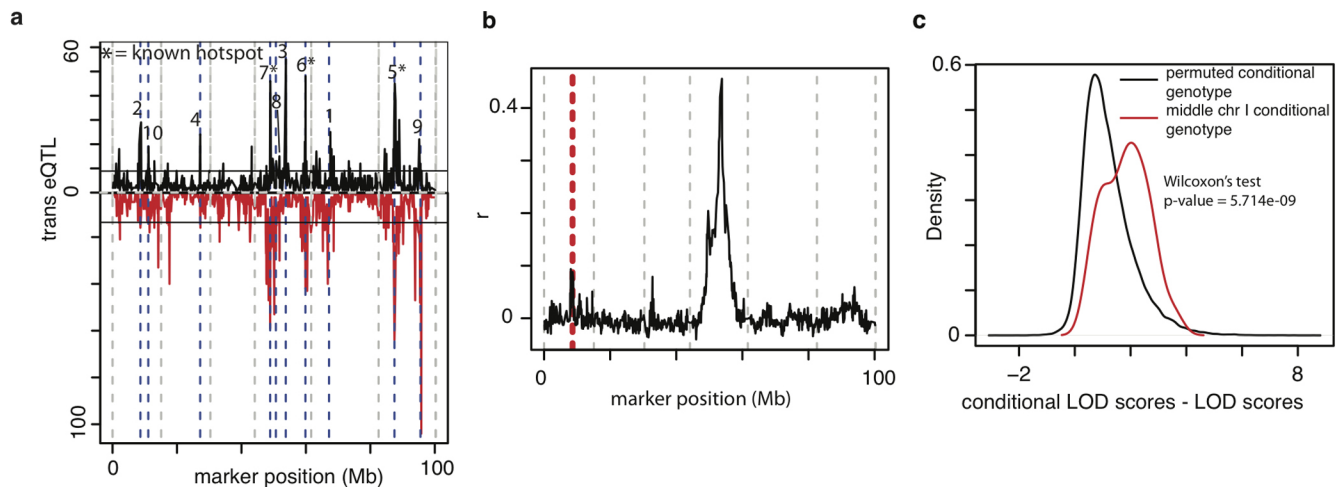 a
* = known hotspot
60
0
100
trans eQTL
2
10
4
7*
8
3
6*
1
5*
9
0
100
marker position (Mb)
b
0.4
0
r
0
100
marker position (Mb)
c
0.6
0
Density
permuted conditional
genotype
middle chr I conditional
genotype
Wilcoxon's test
p-value = 5.714e-09
−2
8
conditional LOD scores - LOD scores